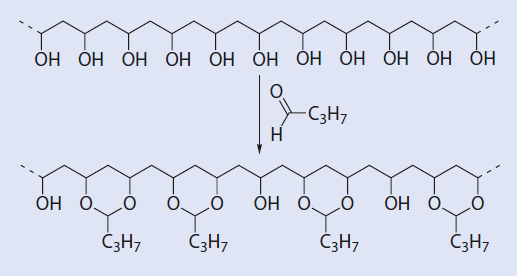 OH OH OH OH OH OH OH OH OH OH OH
O
C₃H₇
H
OH O O O O OH O O OH O O
C₃H₇ C₃H₇ C₃H₇ C₃H₇